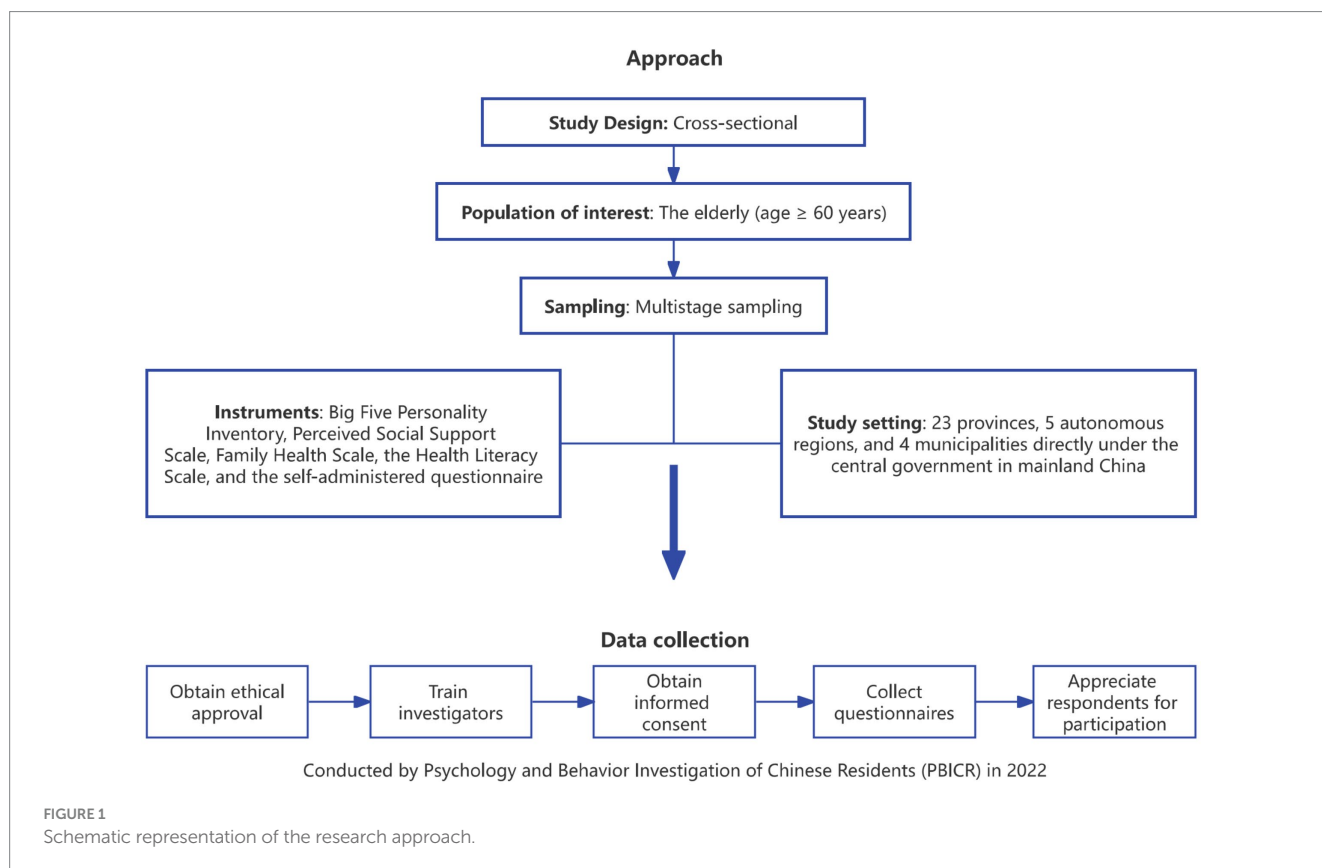 Approach
Study Design: Cross-sectional
Population of interest: The elderly (age ≥ 60 years)
Sampling: Multistage sampling
Instruments: Big Five Personality
Inventory, Perceived Social Support
Scale, Family Health Scale, the Health Literacy
Scale, and the self-administered questionnaire
Study setting: 23 provinces, 5 autonomous
regions, and 4 municipalities directly under the
central government in mainland China
Data collection
Obtain ethical
approval
Train
investigators
Obtain
informed
consent
Collect
questionnaires
Appreciate
respondents for
participation
Conducted by Psychology and Behavior Investigation of Chinese Residents (PBICR) in 2022
FIGURE 1
Schematic representation of the research approach.